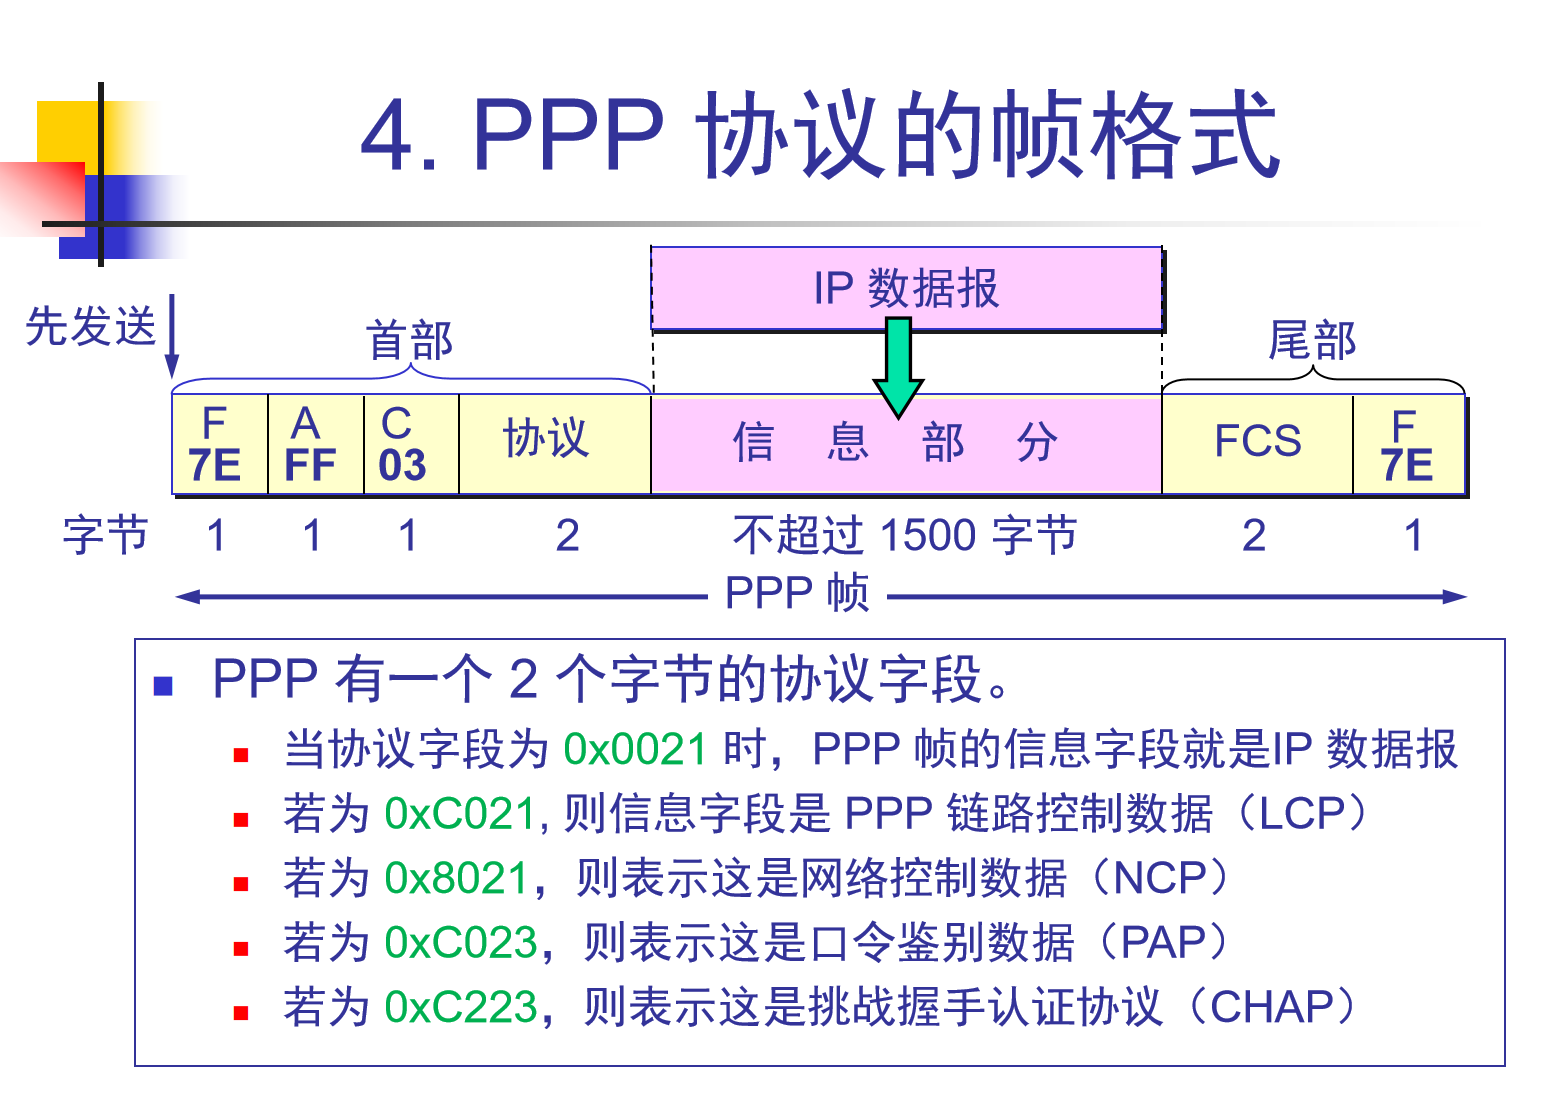 4. PPP 协议的帧格式
IP 数据报
先发送
首部
尾部
F A C 协议 信 息 部 分 FCS F
7E FF 03 7E
字节 1 1 1 2 不超过 1500 字节 2 1
PPP 帧
PPP 有一个 2 个字节的协议字段。
当协议字段为 0x0021 时，PPP 帧的信息字段就是IP 数据报
若为 0xC021, 则信息字段是 PPP 链路控制数据（LCP）
若为 0x8021，则表示这是网络控制数据（NCP）
若为 0xC023，则表示这是口令鉴别数据（PAP）
若为 0xC223，则表示这是挑战握手认证协议（CHAP）